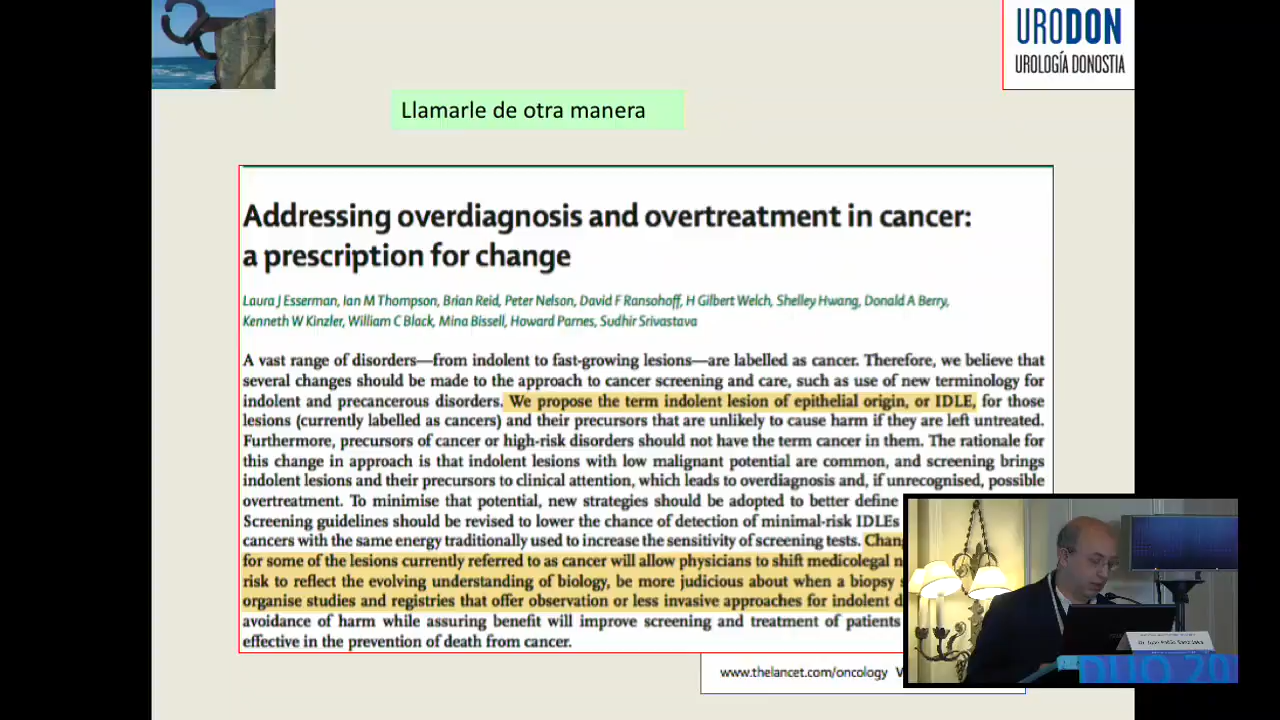 URODON
UROLOGÍA DONOSTIA
Llamarle de otra manera
Addressing overdiagnosis and overtreatment in cancer:
a prescription for change
Laura J Esserman, Ian M Thompson, Brian Reid, Peter Nelson, David F Ransohoff, H Gilbert Welch, Shelley Hwang, Donald A Berry,
Kenneth W Kinzler, William C Black, Mina Bissell, Howard Parnes, Sudhir Srivastava
A vast range of disorders—from indolent to fast-growing lesions—are labelled as cancer. Therefore, we believe that
several changes should be made to the approach to cancer screening and care, such as use of new terminology for
indolent and precancerous disorders. We propose the term indolent lesion of epithelial origin, or IDLE, for those
lesions (currently labelled as cancers) and their precursors that are unlikely to cause harm if they are left untreated.
Furthermore, precursors of cancer or high-risk disorders should not have the term cancer in them. The rationale for
this change in approach is that indolent lesions with low malignant potential are common, and screening brings
indolent lesions and their precursors to clinical attention, which leads to overdiagnosis and, if unrecognised, possible
overtreatment. To minimise that potential, new strategies should be adopted to better define
Screening guidelines should be revised to lower the chance of detection of minimal-risk IDLEs
cancers with the same energy traditionally used to increase the sensitivity of screening tests.
for some of the lesions currently referred to as cancer will allow physicians to shift medicolegal
risk to reflect the evolving understanding of biology, be more judicious about when a biopsy
organise studies and registries that offer observation or less invasive approaches for indolent
avoidance of harm while assuring benefit will improve screening and treatment of patients
effective in the prevention of death from cancer.
www.thelancet.com/oncology